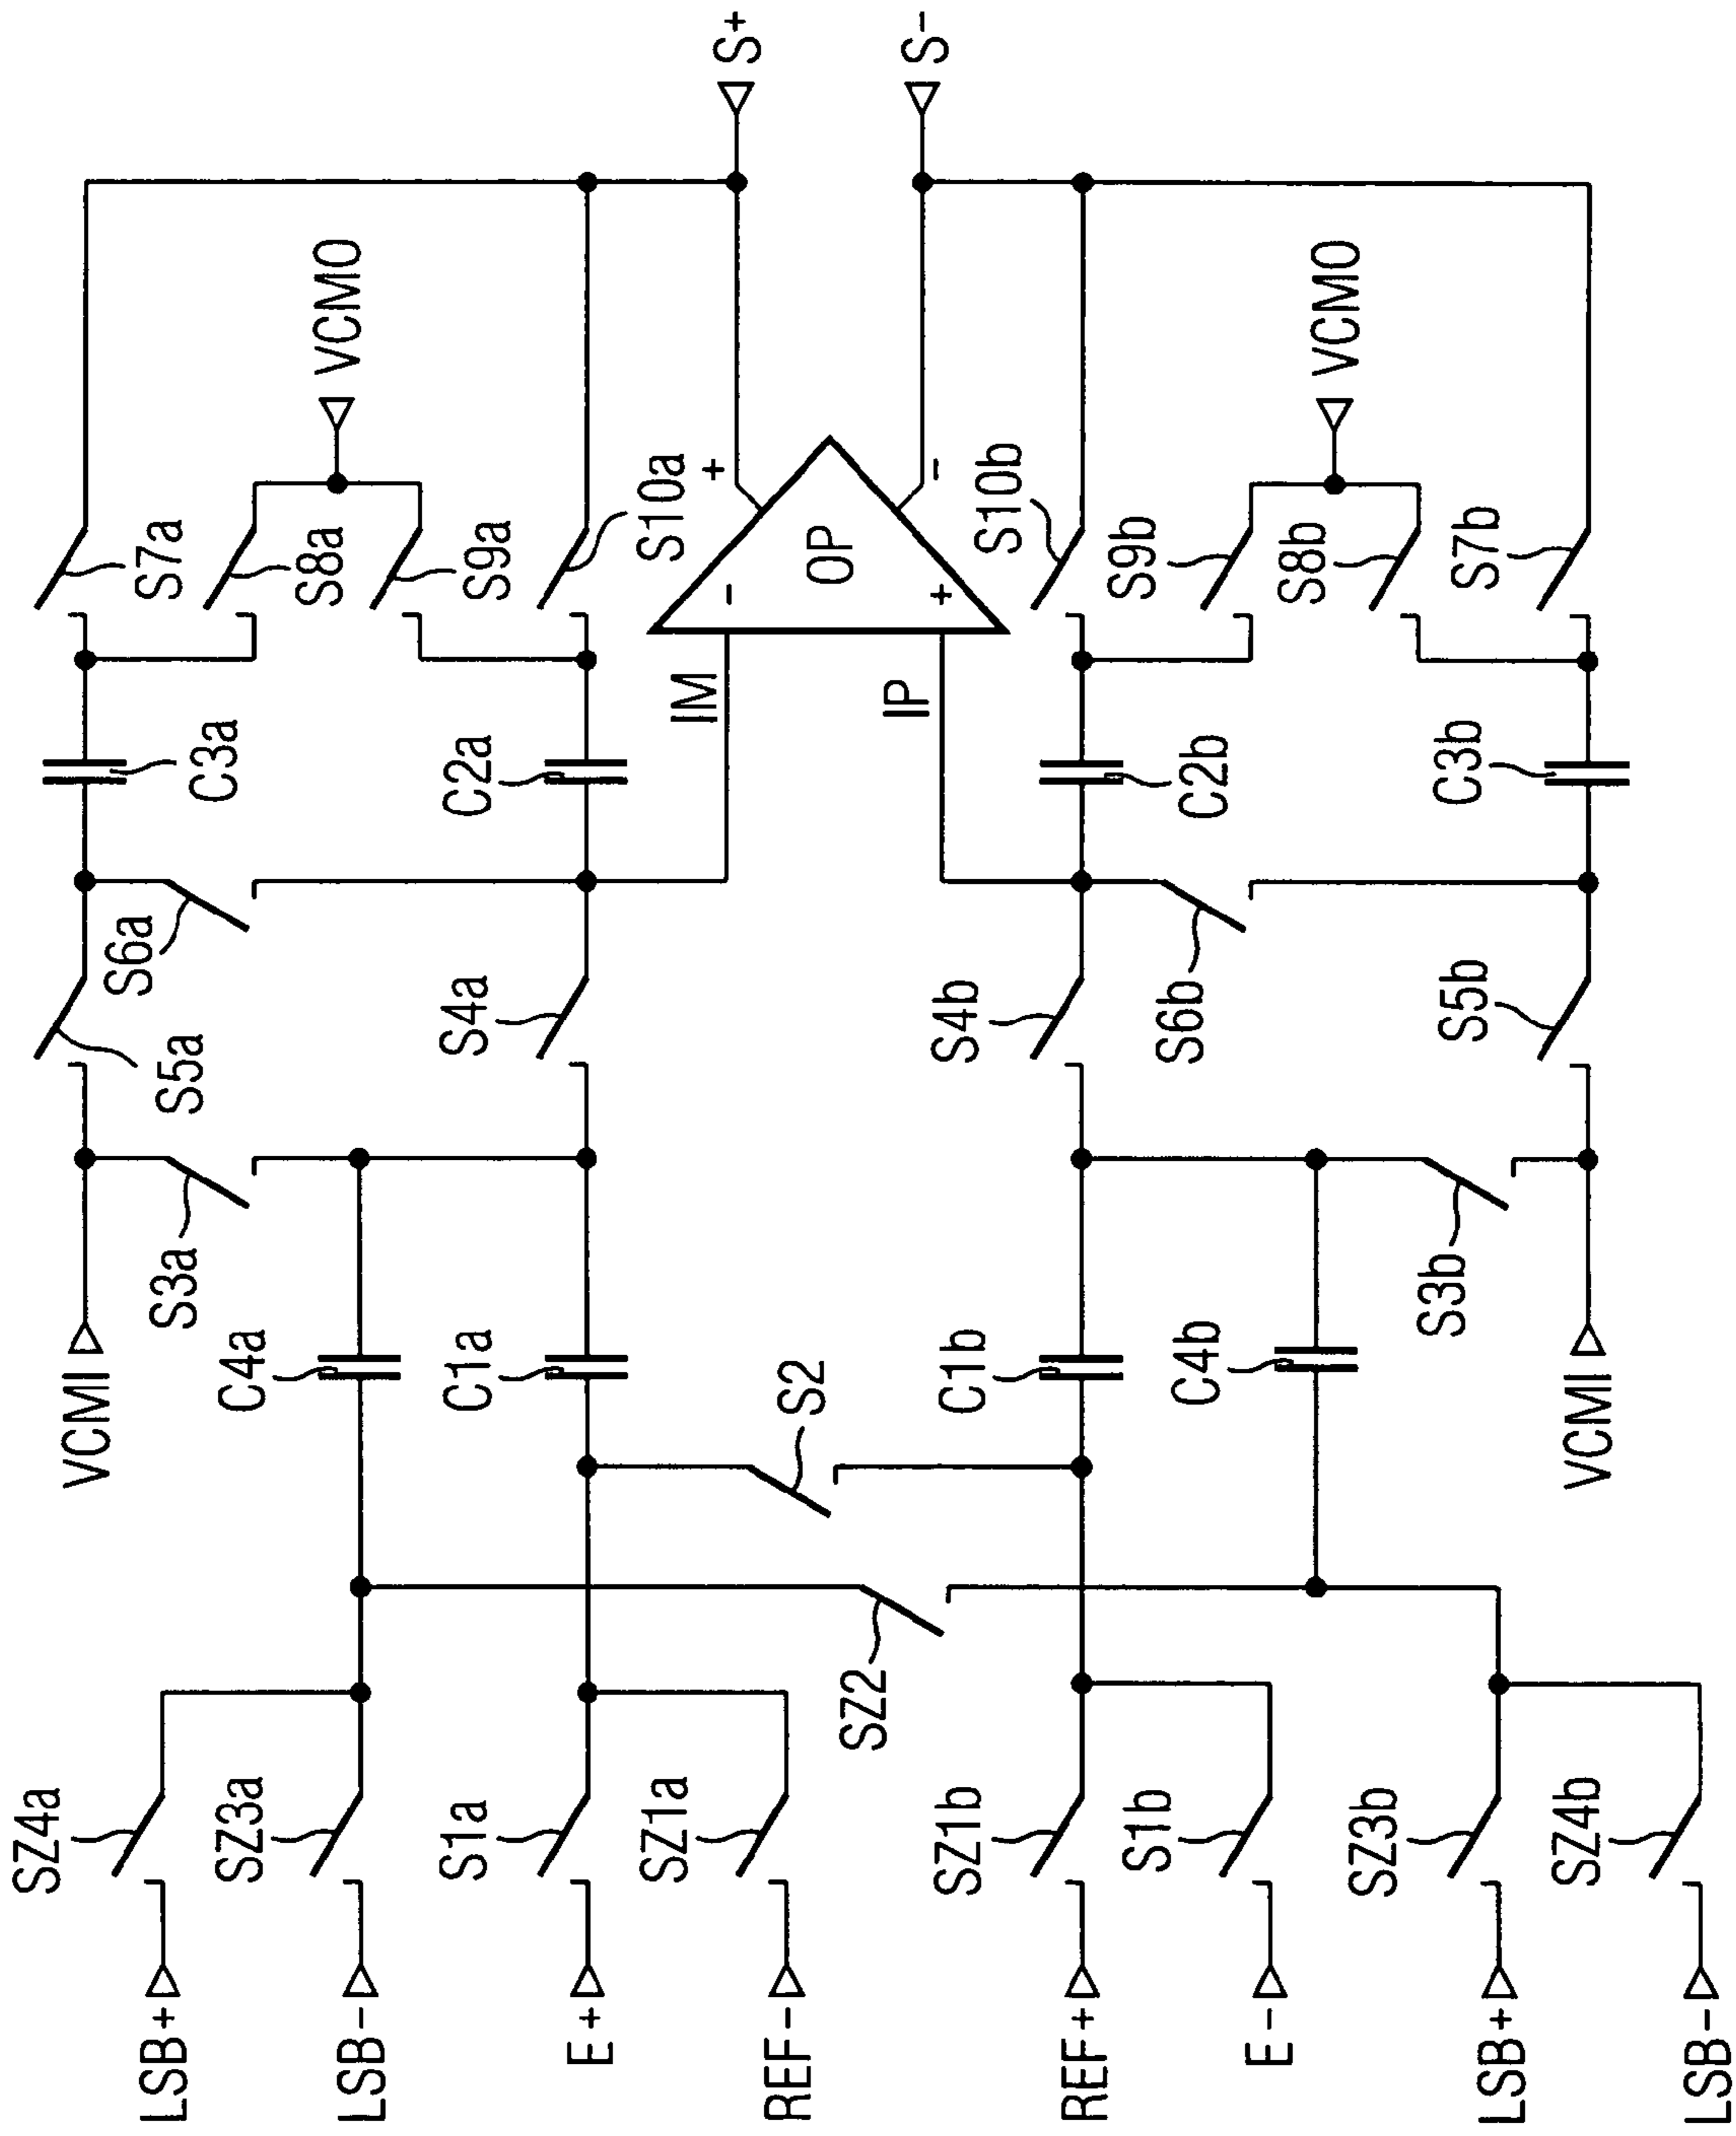 S+
S-
VCMO
VCMO
S7a
S8a
S9a
S10a
+
-
S10b
S9b
S8b
S7b
OP
-
+
C3a
C2a
IM
IP
C2b
C3b
S6a
S5a
S4a
S4b
S6b
S5b
S3a
S3b
VCMI
C4a
C1a
S2
C1b
C4b
VCMI
SZ2
SZ4a
SZ3a
S1a
SZ1a
SZ1b
S1b
SZ3b
SZ4b
LSB+
LSB-
E+
REF-
REF+
E-
LSB+
LSB-